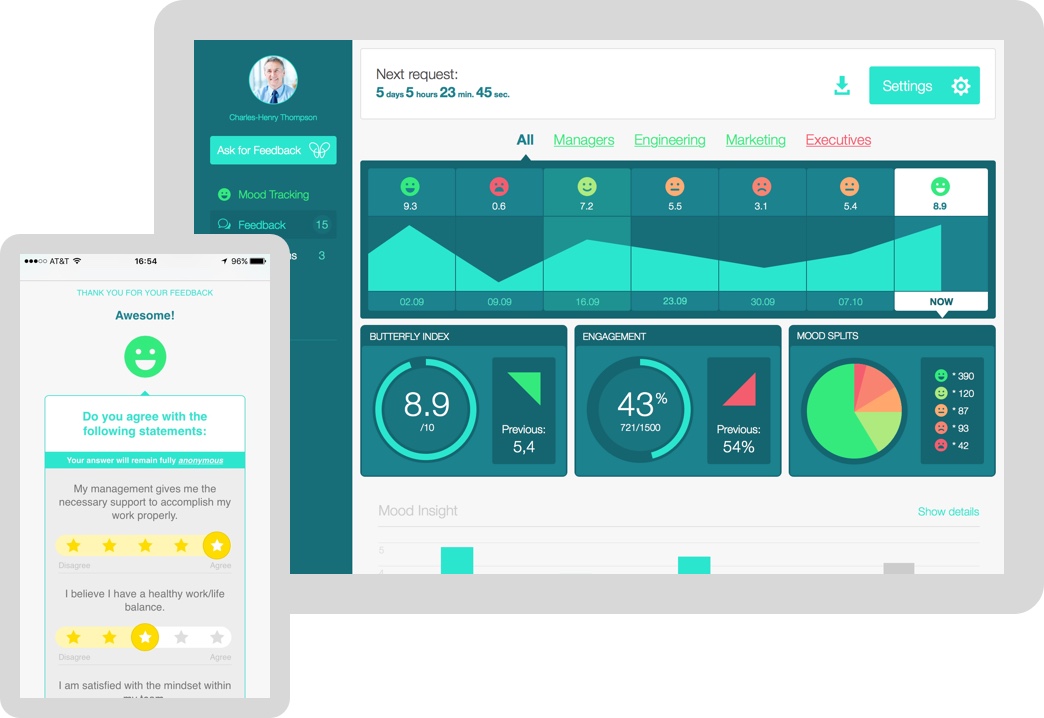 Charles-Henry Thompson
Ask for Feedback
Mood Tracking
Feedback 15
3
Next request:
5 days 5 hours 23 min. 45 sec.
Settings
All Managers Engineering Marketing Executives
9.3 0.6 7.2 5.5 3.1 5.4 8.9
02.09 09.09 16.09 23.09 30.09 07.10 NOW
BUTTERFLY INDEX
8.9
/10
Previous:
5,4
ENGAGEMENT
43%
721/1500
Previous:
54%
MOOD SPLITS
* 390
* 120
* 87
* 93
* 42
Mood Insight Show details
5
AT&T 16:54 96%
THANK YOU FOR YOUR FEEDBACK
Awesome!
Do you agree with the
following statements:
Your answer will remain fully anonymous
My management gives me the
necessary support to accomplish my
work properly.
Disagree Agree
I believe I have a healthy work/life
balance.
Disagree Agree
I am satisfied with the mindset within
my team